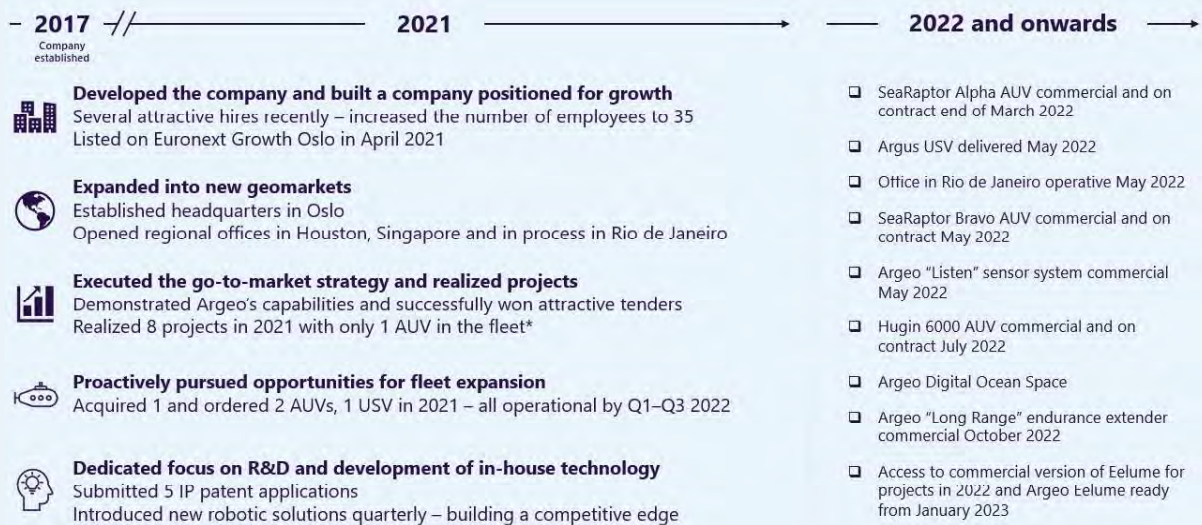 2017
Company
established
2021
2022 and onwards
Developed the company and built a company positioned for growth
Several attractive hires recently – increased the number of employees to 35
Listed on Euronext Growth Oslo in April 2021
Expanded into new geomarkets
Established headquarters in Oslo
Opened regional offices in Houston, Singapore and in process in Rio de Janeiro
Executed the go-to-market strategy and realized projects
Demonstrated Argeo's capabilities and successfully won attractive tenders
Realized 8 projects in 2021 with only 1 AUV in the fleet*
Proactively pursued opportunities for fleet expansion
Acquired 1 and ordered 2 AUVs, 1 USV in 2021 – all operational by Q1–Q3 2022
Dedicated focus on R&D and development of in-house technology
Submitted 5 IP patent applications
Introduced new robotic solutions quarterly – building a competitive edge
SeaRaptor Alpha AUV commercial and on
contract end of March 2022
Argus USV delivered May 2022
Office in Rio de Janeiro operative May 2022
SeaRaptor Bravo AUV commercial and on
contract May 2022
Argeo "Listen" sensor system commercial
May 2022
Hugin 6000 AUV commercial and on
contract July 2022
Argeo Digital Ocean Space
Argeo "Long Range" endurance extender
commercial October 2022
Access to commercial version of Eelume for
projects in 2022 and Argeo Eelume ready
from January 2023